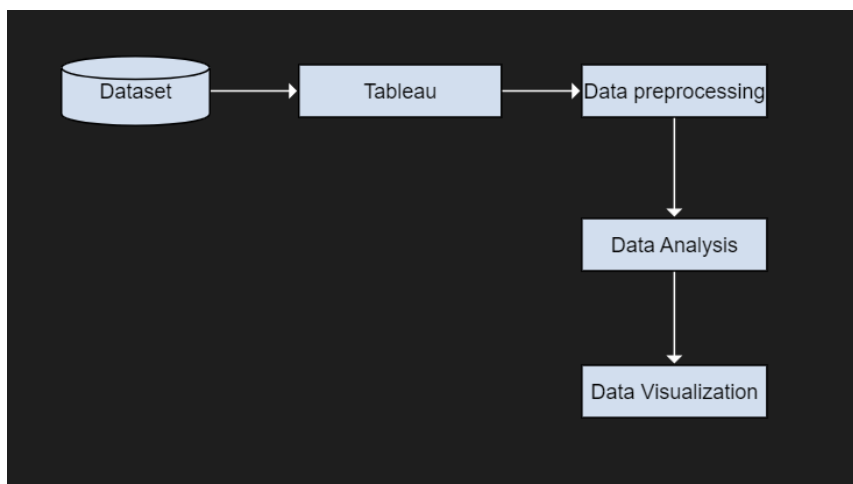 Dataset
Tableau
Data preprocessing
Data Analysis
Data Visualization